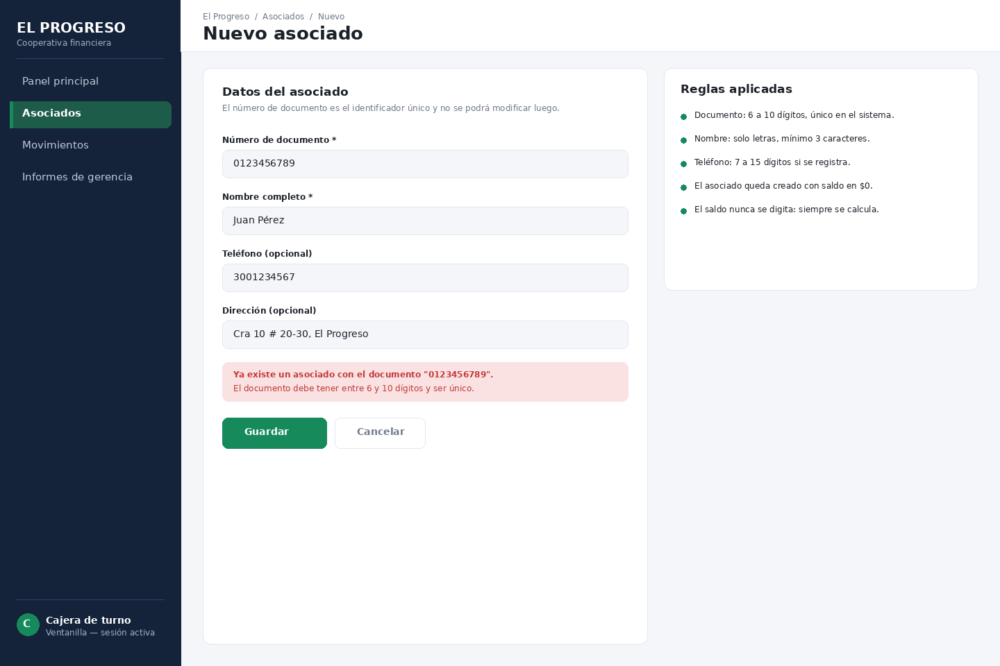 EL PROGRESO
Cooperativa financiera
Panel principal
Asociados
Movimientos
Informes de gerencia
C
Cajera de turno
Ventanilla — sesión activa
El Progreso / Asociados / Nuevo
Nuevo asociado
Datos del asociado
El número de documento es el identificador único y no se podrá modificar luego.
Número de documento *
0123456789
Nombre completo *
Juan Pérez
Teléfono (opcional)
3001234567
Dirección (opcional)
Cra 10 # 20-30, El Progreso
Ya existe un asociado con el documento "0123456789".
El documento debe tener entre 6 y 10 dígitos y ser único.
Guardar
Cancelar
Reglas aplicadas
Documento: 6 a 10 dígitos, único en el sistema.
Nombre: solo letras, mínimo 3 caracteres.
Teléfono: 7 a 15 dígitos si se registra.
El asociado queda creado con saldo en $0.
El saldo nunca se digita: siempre se calcula.